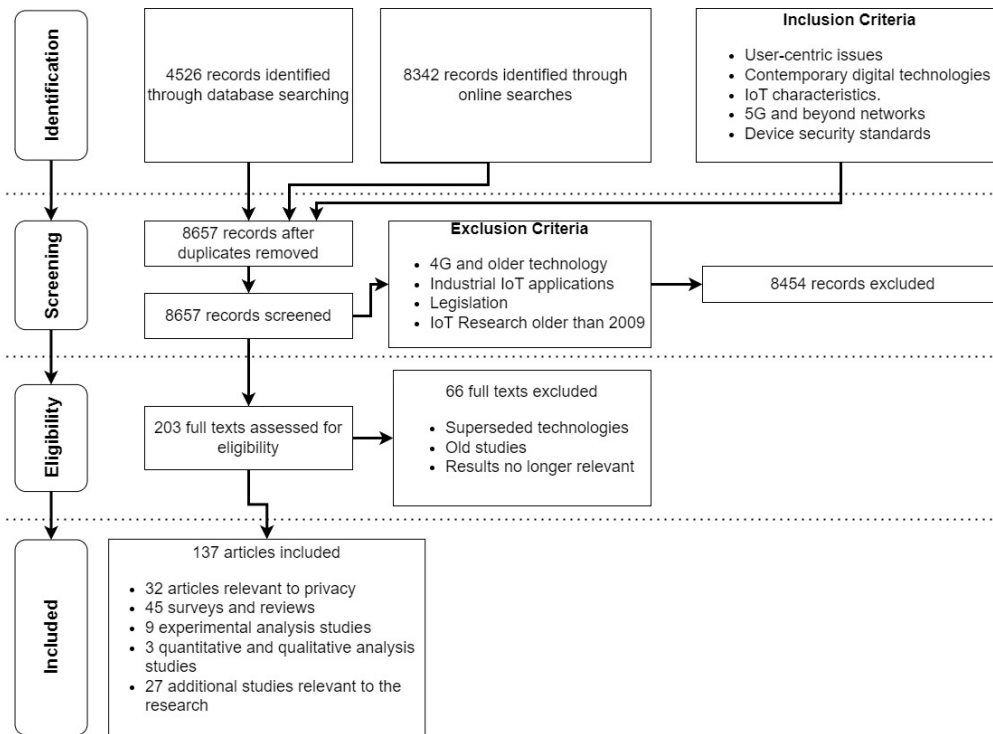 Identification
4526 records identified
through database searching
8342 records identified through
online searches
Inclusion Criteria
• User-centric issues
• Contemporary digital technologies
• IoT characteristics.
• 5G and beyond networks
• Device security standards
Screening
8657 records after
duplicates removed
8657 records screened
Exclusion Criteria
• 4G and older technology
• Industrial IoT applications
• Legislation
• IoT Research older than 2009
8454 records excluded
Eligibility
203 full texts assessed for
eligibility
66 full texts excluded
• Superseded technologies
• Old studies
• Results no longer relevant
Included
137 articles included
• 32 articles relevant to privacy
• 45 surveys and reviews
• 9 experimental analysis studies
• 3 quantitative and qualitative analysis
studies
• 27 additional studies relevant to the
research